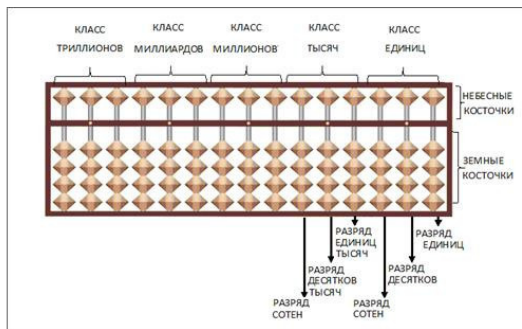 КЛАСС
ТРИЛЛИОНОВ
КЛАСС
МИЛЛИАРДОВ
КЛАСС
МИЛЛИОНОВ
КЛАСС
ТЫСЯЧ
КЛАСС
ЕДИНИЦ
НЕБЕСНЫЕ
КОСТОЧКИ
ЗЕМНЫЕ
КОСТОЧКИ
РАЗРЯД
ЕДИНИЦ
ТЫСЯЧ
РАЗРЯД
ЕДИНИЦ
РАЗРЯД
ДЕСЯТКОВ
ТЫСЯЧ
РАЗРЯД
ДЕСЯТКОВ
РАЗРЯД
СОТЕН
РАЗРЯД
СОТЕН